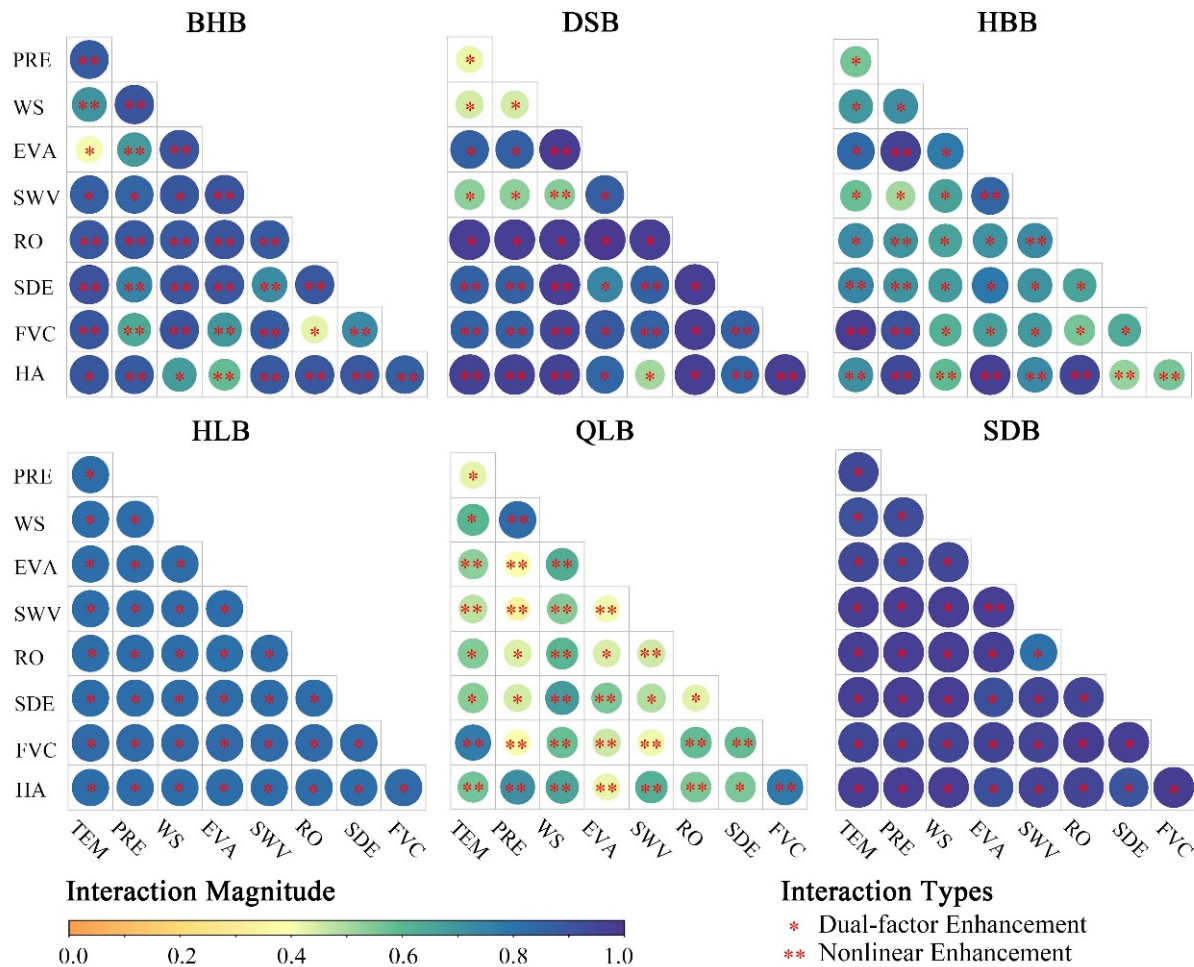 BHB DSB HBB
PRE
WS
EVA
SWV
RO
SDE
FVC
HA
HLB QLB SDB
PRE
WS
EVA
SWV
RO
SDE
FVC
HA
TEM PRE WS EVA SWV RO SDE FVC TEM PRE WS EVA SWV RO SDE FVC TEM PRE WS EVA SWV RO SDE FVC
Interaction Magnitude
0.0 0.2 0.4 0.6 0.8 1.0
Interaction Types
* Dual-factor Enhancement
** Nonlinear Enhancement